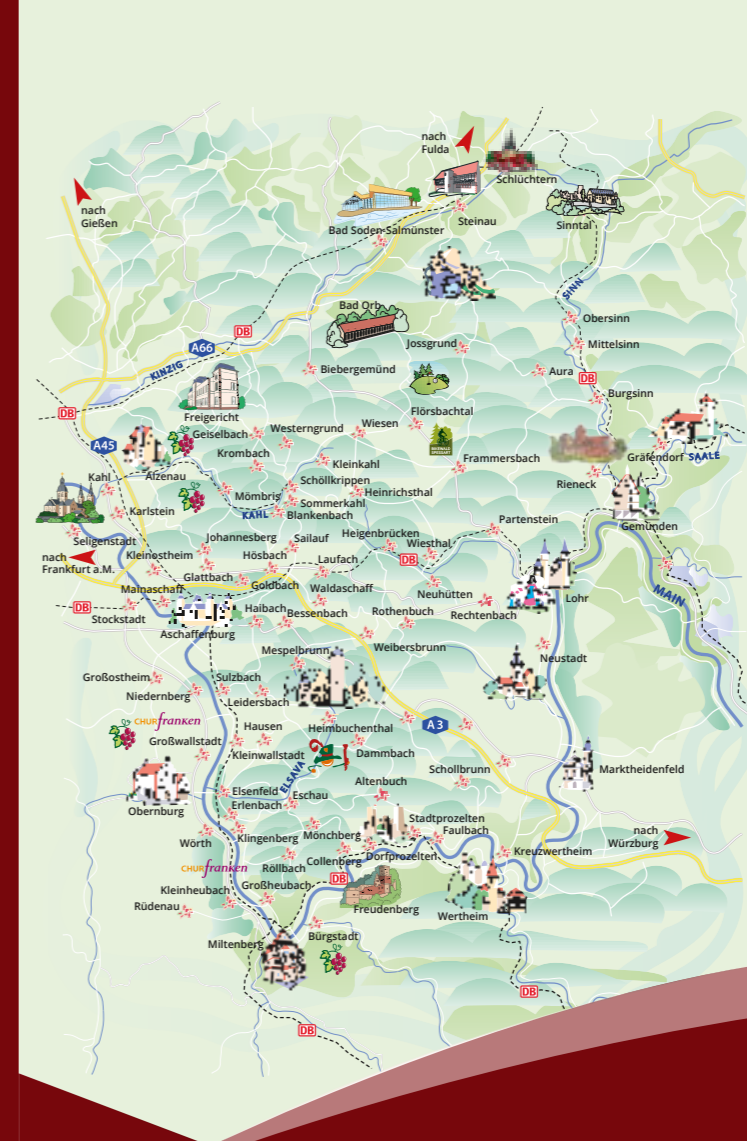 nach
Fulda
Schlüchtern
nach
Gießen
Steinau
Sinntal
Bad Soden-Salmünster
SINN
Bad Orb
Obersinn
DB
Jossgrund
Mittelsinn
A66
KINZIG
Biebergemünd
Aura
DB
Burgsinn
DB
Freigericht
Flörsbachtal
Geiselbach
Westerngrund
Wiesen
A45
Krombach
Kleinkahl
Frammersbach
Gräfendorf
SAALE
Kahl
Alzenau
Schöllkrippen
Rieneck
Mömbris
Heinrichsthal
Sommerkahl
Karlstein
KAHL
Blankenbach
Partenstein
Gemünden
Seligenstadt
Johannesberg
Sailauf
Heigenbrücken
Wiesthal
nach
Frankfurt a.M.
Kleinostheim
Hösbach
Laufach
DB
Glattbach
Goldbach
Waldaschaff
Neuhütten
MAIN
Mainaschaff
Lohr
DB
Stockstadt
Haibach
Bessenbach
Rothenbuch
Rechtenbach
Aschaffenburg
Mespelbrunn
Weibersbrunn
Neustadt
Großostheim
Sulzbach
Niedernberg
Leidersbach
CHURfranken
Hausen
Heimbuchenthal
A 3
Großwallstadt
Kleinwallstadt
Dammbach
ELSAVA
Schollbrunn
Marktheidenfeld
Altenbuch
Elsenfeld
Eschau
Obernburg
Erlenbach
Stadtprozelten
Klingenberg
Mönchberg
Faulbach
nach
Würzburg
Wörth
Collenberg
Dorfprozelten
Kreuzwertheim
CHURfranken
Röllbach
DB
Kleinheubach
Großheubach
Rüdenau
Freudenberg
Wertheim
Miltenberg
Bürgstadt
DB
DB